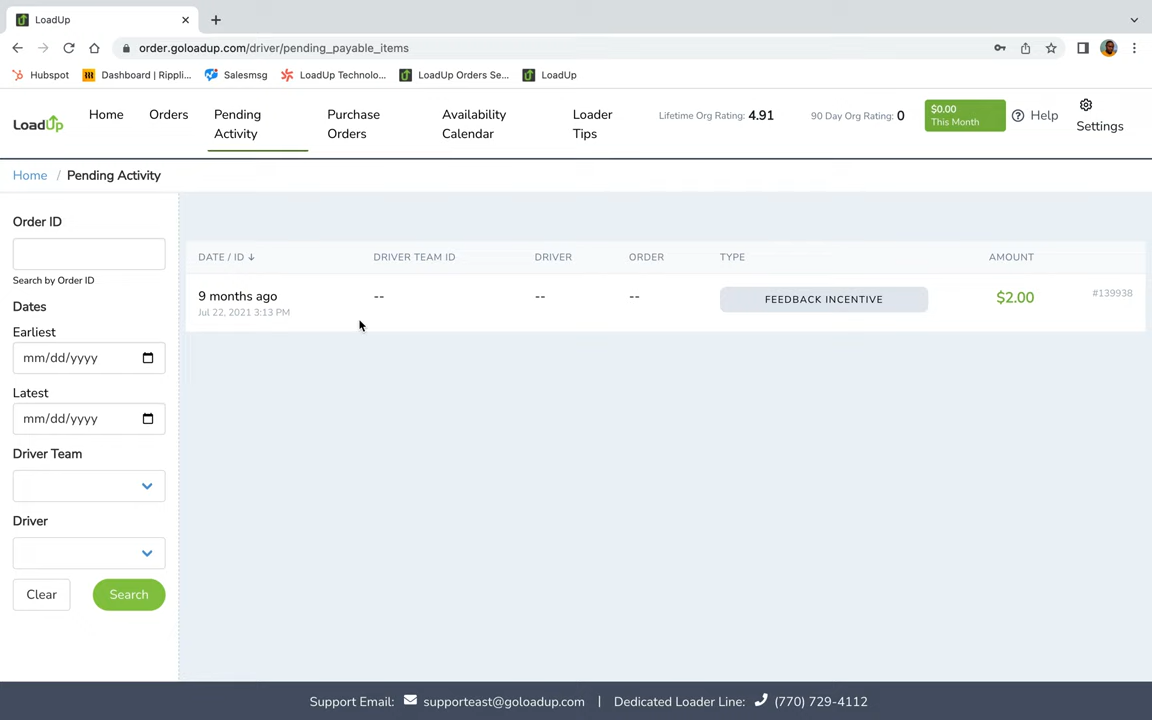 LoadUp
order.goloadup.com/driver/pending_payable_items
Hubspot
Dashboard | Rippli...
Salesmsg
LoadUp Technolo...
LoadUp Orders Se...
LoadUp
LoadUp
Home
Orders
Pending
Activity
Purchase
Orders
Availability
Calendar
Loader
Tips
Lifetime Org Rating: 4.91
90 Day Org Rating: 0
$0.00
This Month
Help
Settings
Home / Pending Activity
Order ID
Search by Order ID
Dates
Earliest
mm/dd/yyyy
Latest
mm/dd/yyyy
Driver Team
Driver
Clear
Search
DATE / ID ↓ DRIVER TEAM ID DRIVER ORDER TYPE AMOUNT
9 months ago -- -- -- FEEDBACK INCENTIVE $2.00 #139938
Jul 22, 2021 3:13 PM
Support Email: supporteast@goloadup.com | Dedicated Loader Line: (770) 729-4112